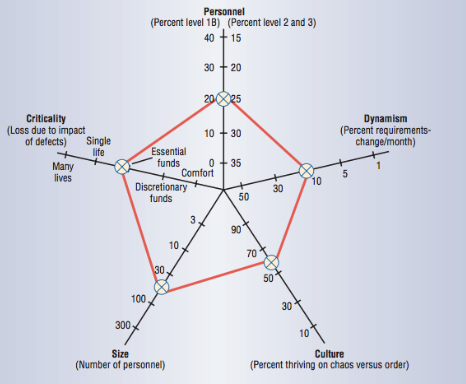 Personnel
(Percent level 1B) (Percent level 2 and 3)
40 15
30 20
20 25
10 30
0 35
Criticality
(Loss due to impact
of defects)
Single
life
Many
lives
Essential
funds
Comfort
Discretionary
funds
Dynamism
(Percent requirements-
change/month)
50
30
10
5
1
3
10
30
100
300
90
70
50
30
10
Size
(Number of personnel)
Culture
(Percent thriving on chaos versus order)